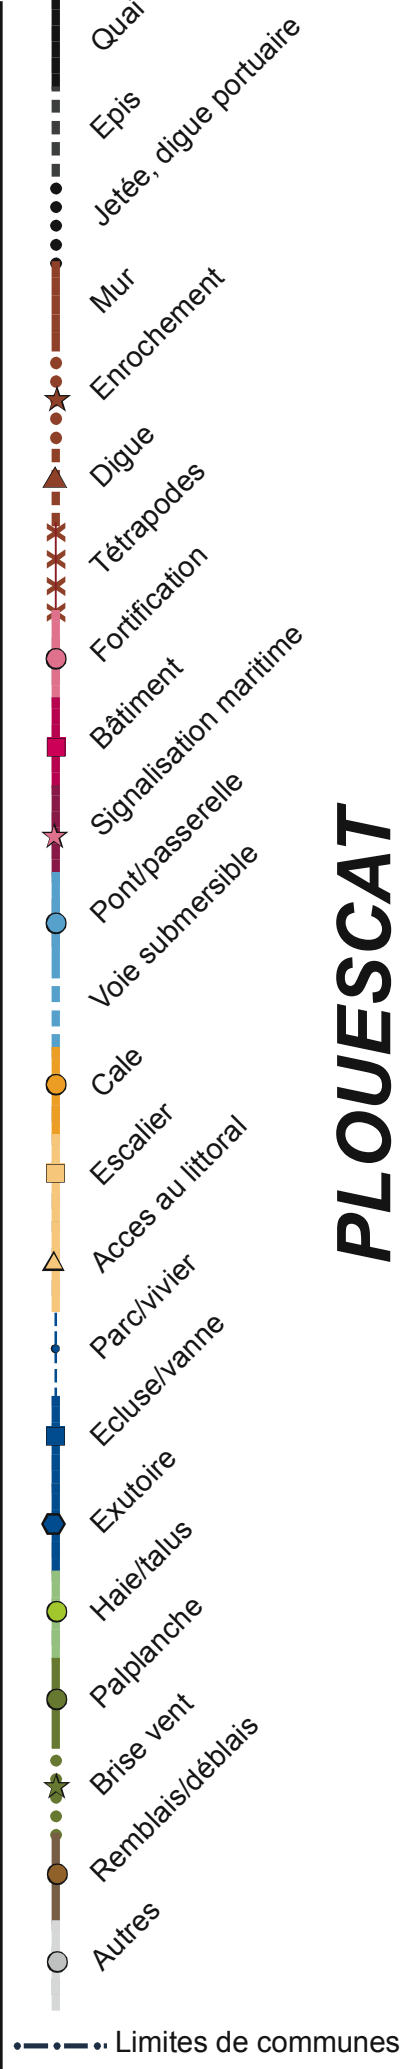 Quai
Epis
Jetée, digue portuaire
Mur
Enrochement
Digue
Tétrapodes
Fortification
Bâtiment
Signalisation maritime
Pont/passerelle
Voie submersible
Cale
Escalier
Acces au littoral
Parc/vivier
Ecluse/vanne
Exutoire
Haie/talus
Palplanche
Brise vent
Remblais/déblais
Autres
Limites de communes
PLOUESCAT